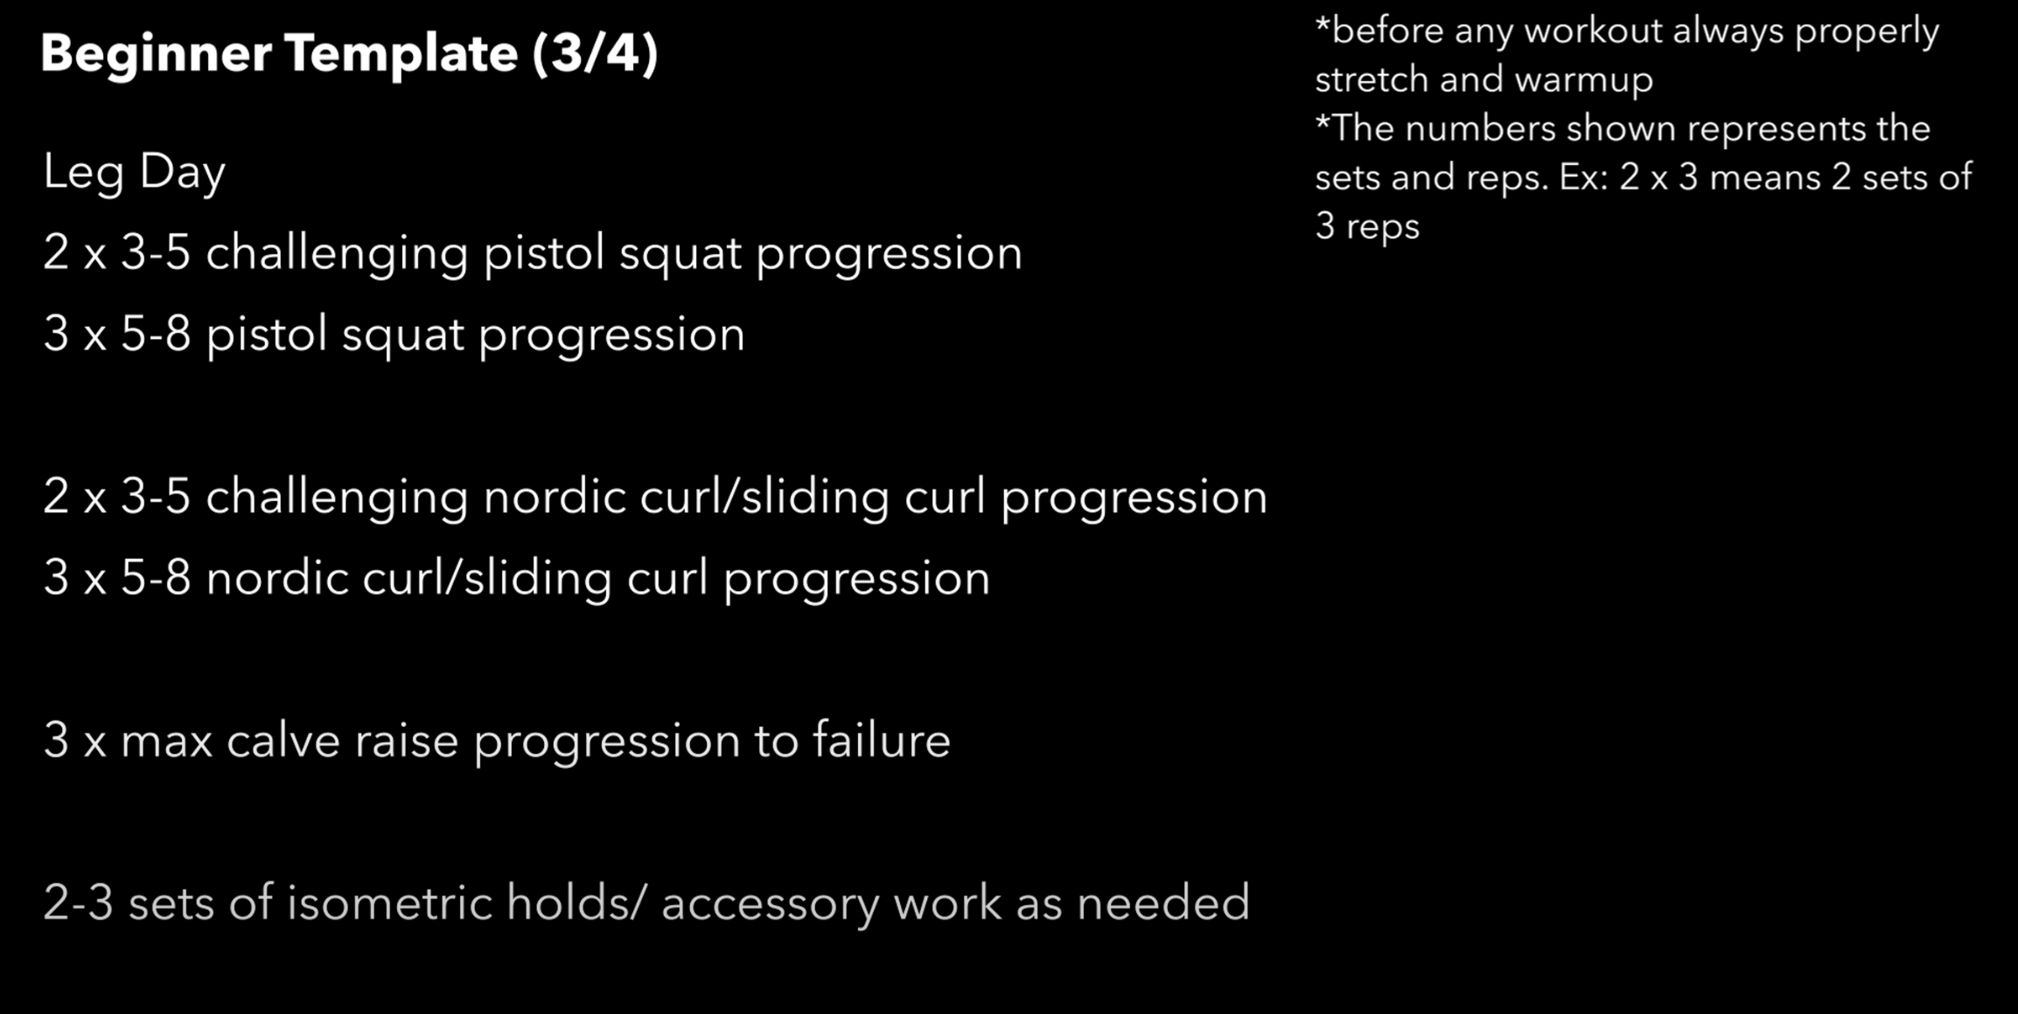 Beginner Template (3/4)
Leg Day
2 x 3-5 challenging pistol squat progression
3 x 5-8 pistol squat progression
2 x 3-5 challenging nordic curl/sliding curl progression
3 x 5-8 nordic curl/sliding curl progression
3 x max calve raise progression to failure
2-3 sets of isometric holds/ accessory work as needed
*before any workout always properly
stretch and warmup
*The numbers shown represents the
sets and reps. Ex: 2 x 3 means 2 sets of
3 reps